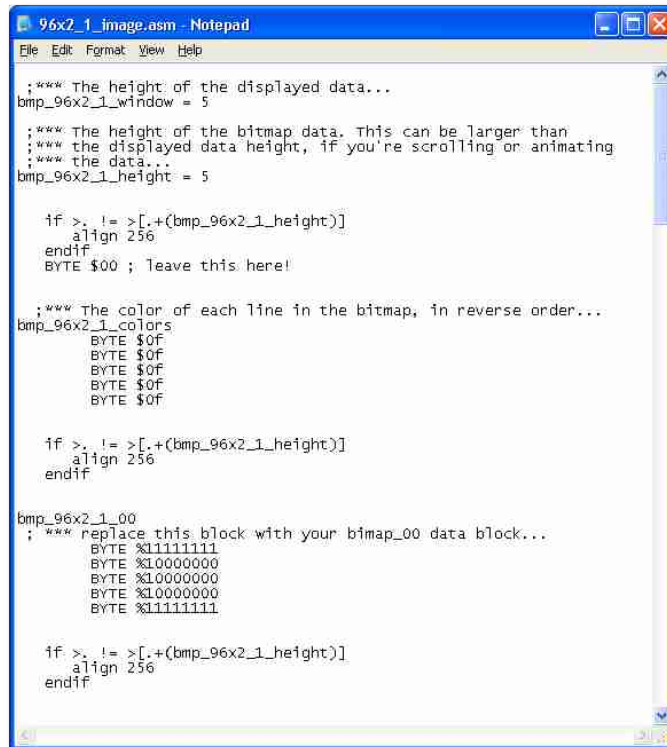 96x2_1_image.asm - Notepad
File Edit Format View Help
;*** The height of the displayed data...
bmp_96x2_1_window = 5
;*** The height of the bitmap data. This can be larger than
;*** the displayed data height, if you're scrolling or animating
;*** the data...
bmp_96x2_1_height = 5
if >. != >[.+(bmp_96x2_1_height)]
align 256
endif
BYTE $00 ; leave this here!
;*** The color of each line in the bitmap, in reverse order...
bmp_96x2_1_colors
BYTE $0f
BYTE $0f
BYTE $0f
BYTE $0f
BYTE $0f
if >. != >[.+(bmp_96x2_1_height)]
align 256
endif
bmp_96x2_1_00
; *** replace this block with your bimap_00 data block...
BYTE %11111111
BYTE %10000000
BYTE %10000000
BYTE %10000000
BYTE %11111111
if >. != >[.+(bmp_96x2_1_height)]
align 256
endif